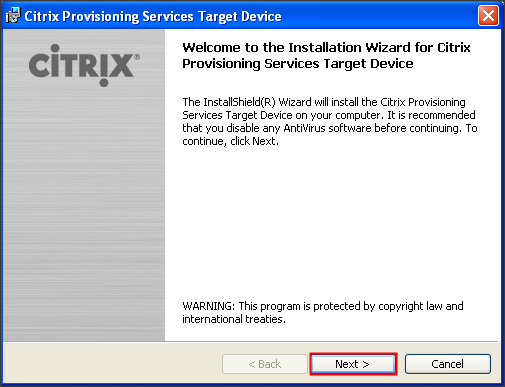 Citrix Provisioning Services Target Device
CITRIX®
Welcome to the Installation Wizard for Citrix
Provisioning Services Target Device
The InstallShield(R) Wizard will install the Citrix Provisioning
Services Target Device on your computer. It is recommended
that you disable any AntiVirus software before continuing. To
continue, click Next.
WARNING: This program is protected by copyright law and
international treaties.
< Back
Next >
Cancel